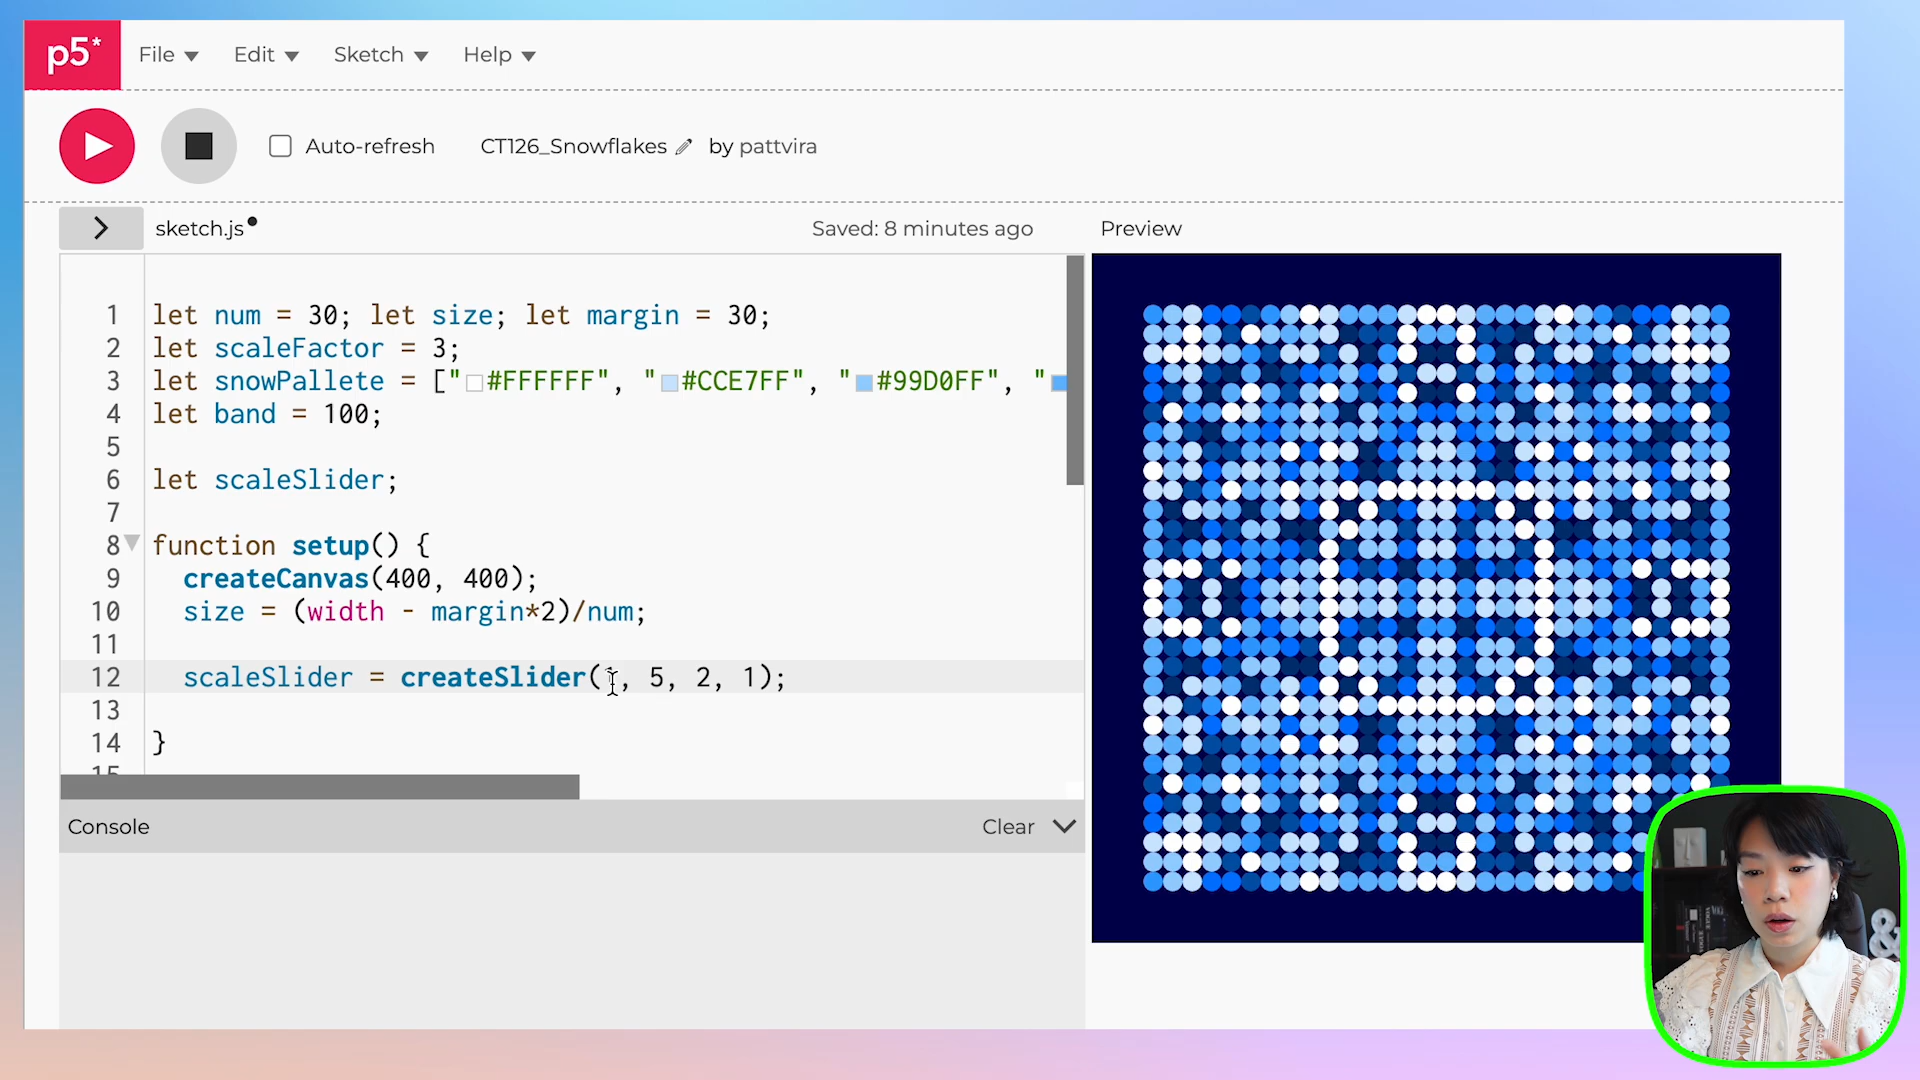 p5* File Edit Sketch Help
Auto-refresh CT126_Snowflakes by pattvira
> sketch.js● Saved: 8 minutes ago Preview
1 let num = 30; let size; let margin = 30;
2 let scaleFactor = 3;
3 let snowPallete = ["#FFFFFF", "#CCE7FF", "#99D0FF", "
4 let band = 100;
5
6 let scaleSlider;
7
8 function setup() {
9 createCanvas(400, 400);
10 size = (width - margin*2)/num;
11
12 scaleSlider = createSlider(1, 5, 2, 1);
13
14 }
15
Console Clear
&